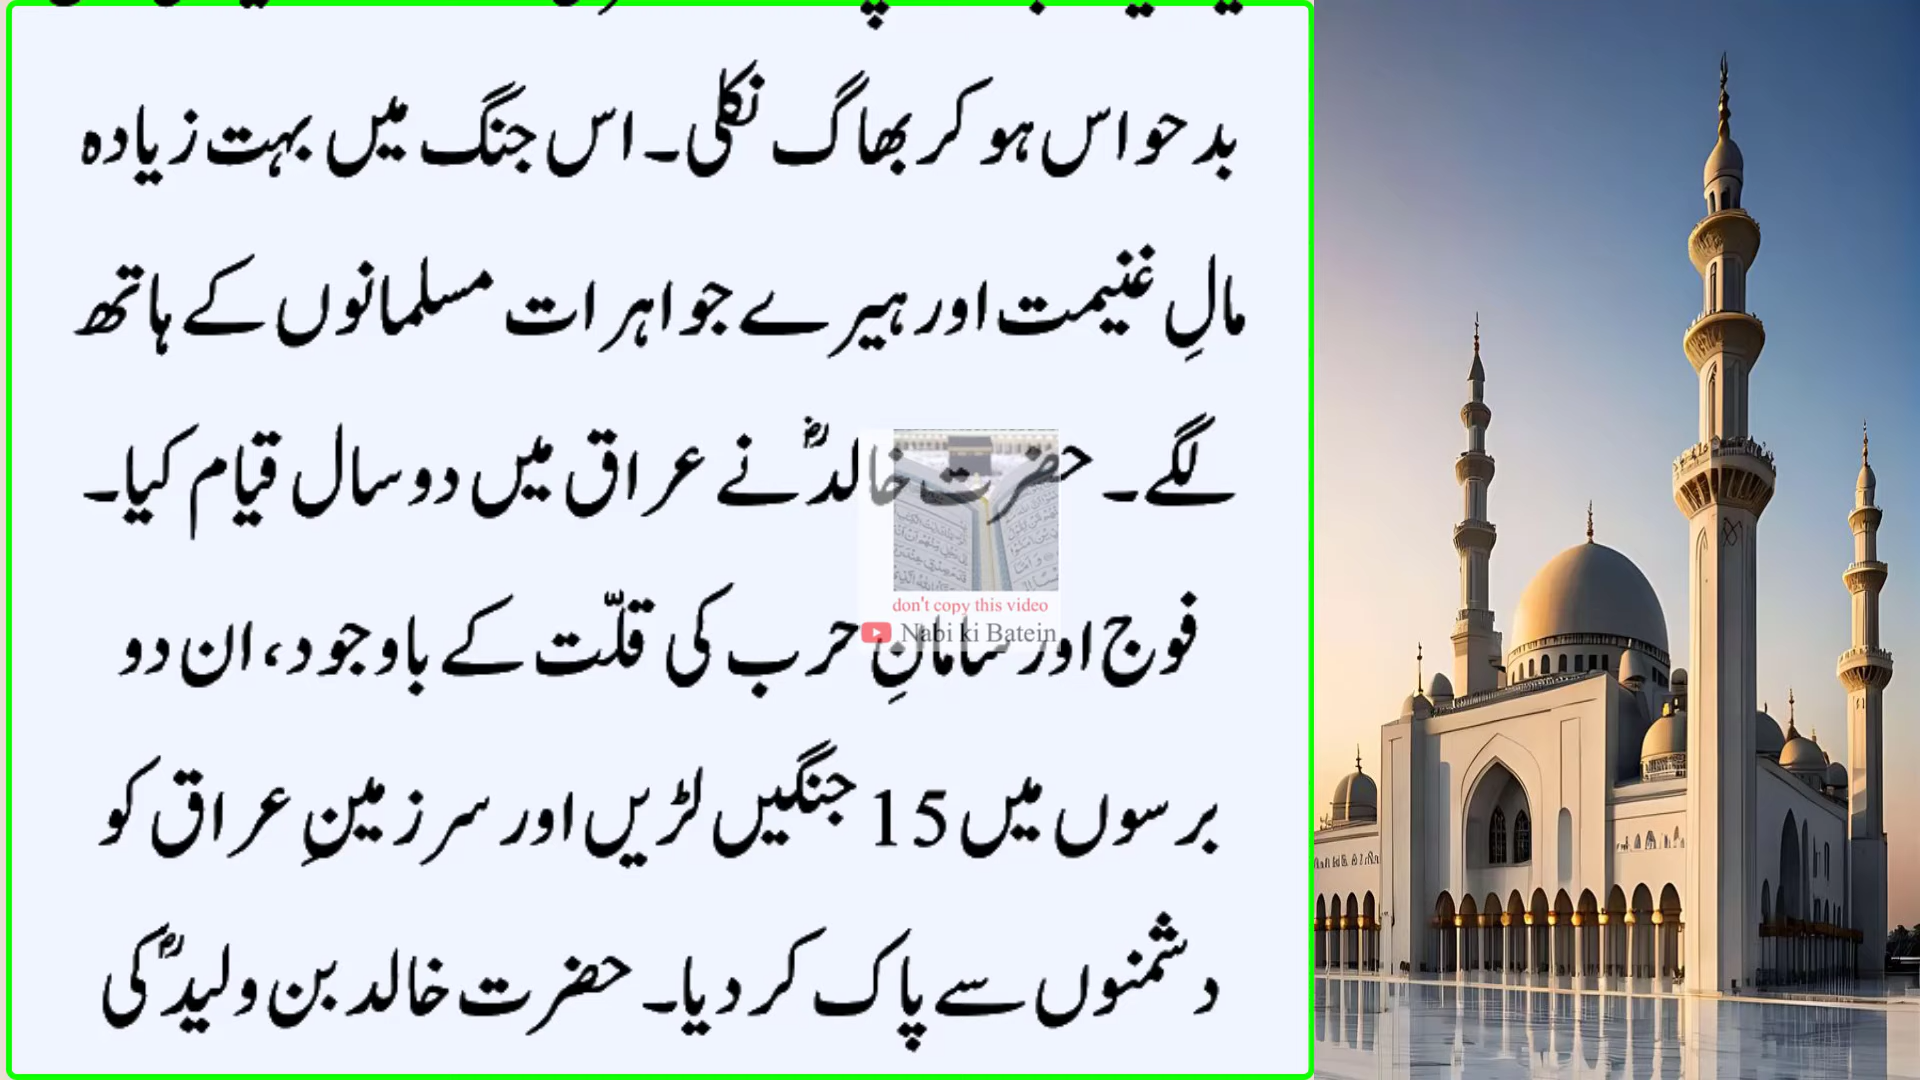 بدحواس ہو کر بھاگ نکلی۔ اس جنگ میں بہت زیادہ
مالِ غنیمت اور ہیرے جواہرات مسلمانوں کے ہاتھ
لگے۔ حضرت خالدؓ نے عراق میں دو سال قیام کیا۔
فوج اور سامانِ حرب کی قلّت کے باوجود، ان دو
برسوں میں 15 جنگیں لڑیں اور سرزمینِ عراق کو
دشمنوں سے پاک کر دیا۔ حضرت خالد بن ولیدؓ کی
don't copy this video
Nabi ki Batein